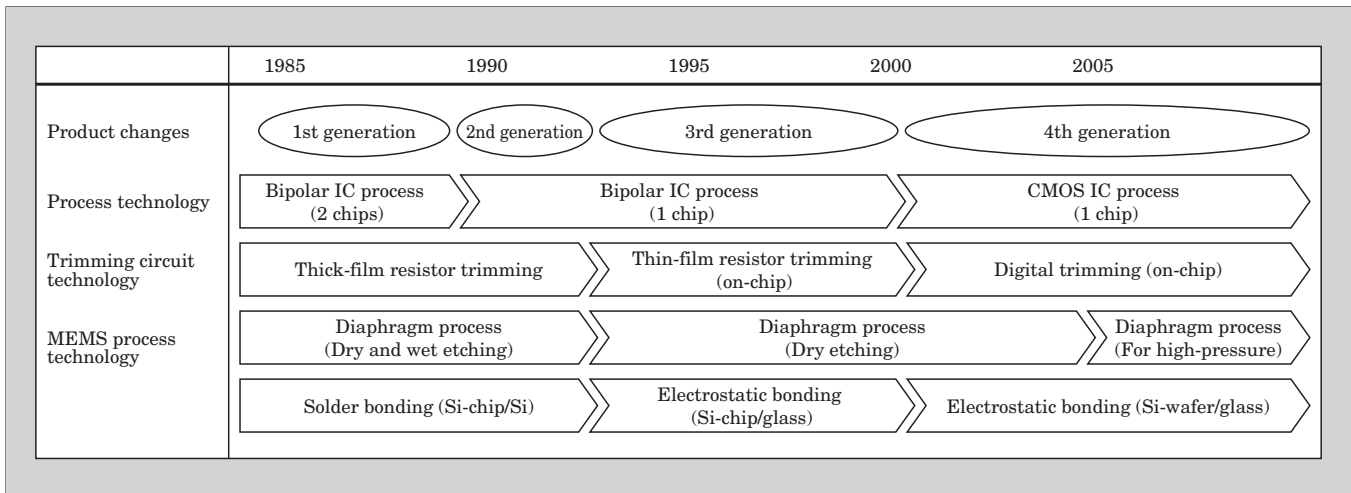 1985 1990 1995 2000 2005
Product changes
1st generation
2nd generation
3rd generation
4th generation
Process technology
Bipolar IC process
(2 chips)
Bipolar IC process
(1 chip)
CMOS IC process
(1 chip)
Trimming circuit
technology
Thick-film resistor trimming
Thin-film resistor trimming
(on-chip)
Digital trimming (on-chip)
MEMS process
technology
Diaphragm process
(Dry and wet etching)
Diaphragm process
(Dry etching)
Diaphragm process
(For high-pressure)
Solder bonding (Si-chip/Si)
Electrostatic bonding
(Si-chip/glass)
Electrostatic bonding (Si-wafer/glass)